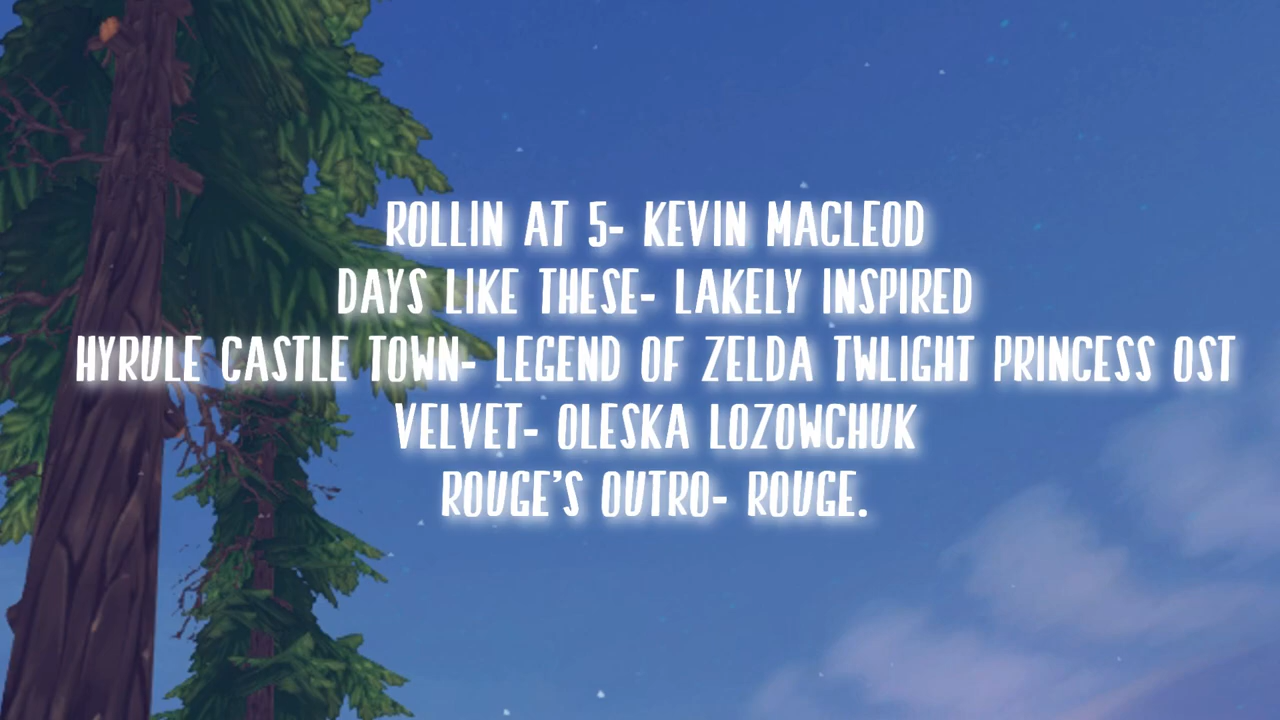 ROLLIN AT 5- KEVIN MACLEOD
DAYS LIKE THESE- LAKELY INSPIRED
HYRULE CASTLE TOWN- LEGEND OF ZELDA TWLIGHT PRINCESS OST
VELVET- OLESKA LOZOWCHUK
ROUGE'S OUTRO- ROUGE.